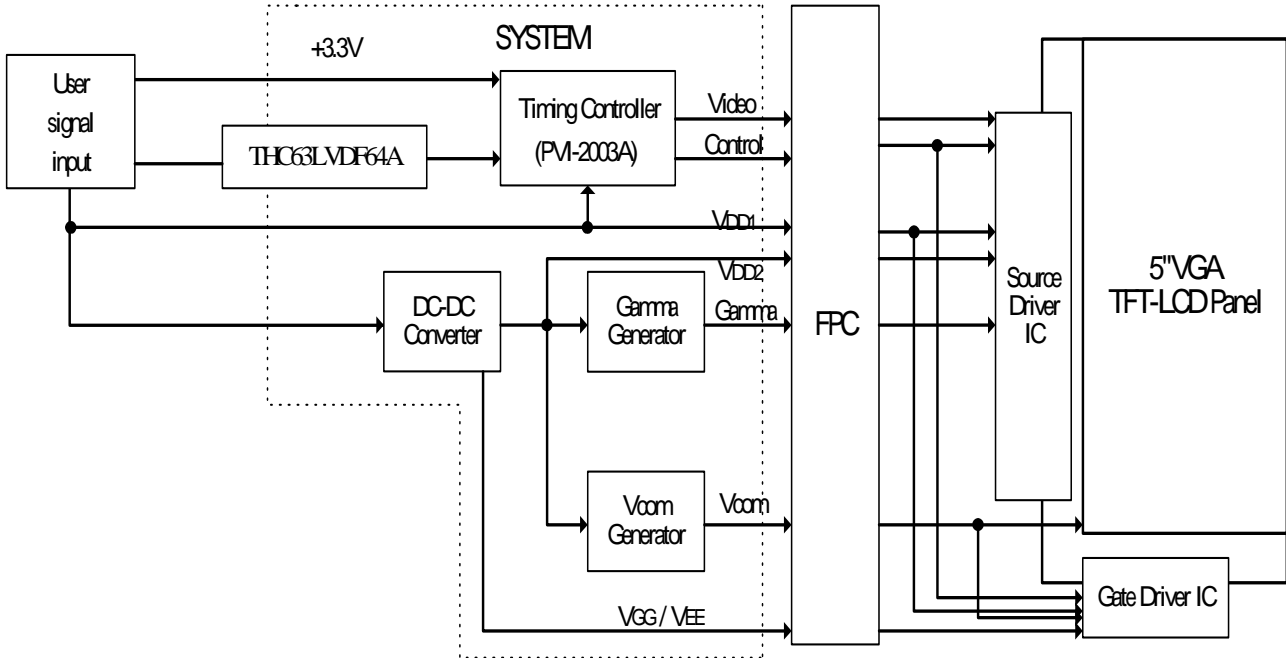 SYSTEM
+3.3V
User
signal
input
Timing Controller
(PVI-2003A)
THC63LVDF64A
Video
Control
VDD1
VDD2
DC-DC
Converter
Gamma
Generator
Gamma
Vcom
Generator
Vcom
VGG / VEE
FPC
Source
Driver
IC
5" VGA
TFT-LCD Panel
Gate Driver IC